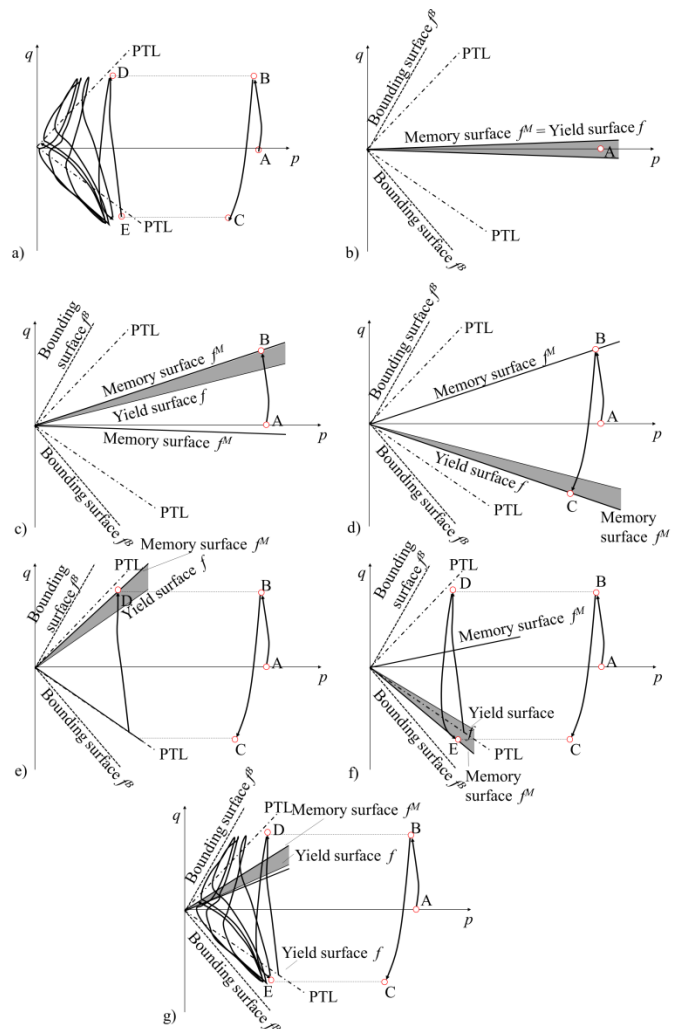 q
PTL
D
B
A
p
E
C
PTL
a)
q
Bounding surface f^B
PTL
Memory surface f^M = Yield surface f
A
p
PTL
Bounding surface f^B
b)
q
Bounding
surface f^B
PTL
B
Memory surface f^M
Yield surface f
A
p
Memory surface f^M
PTL
Bounding surface f^B
c)
q
Bounding surface f^B
PTL
B
Memory surface f^M
A
p
Yield surface f
C
Memory
surface f^M
PTL
Bounding surface f^B
d)
q
Bounding
surface f^B
PTL
Memory surface f^M
Yield surface f
D
B
A
p
C
PTL
Bounding surface f^B
e)
q
Bounding
surface f^B
PTL
D
B
Memory surface f^M
A
p
Yield surface
f
E
C
PTL
Memory
surface f^M
Bounding surface f^B
f)
q
Bounding surface f^B
PTL
Memory surface f^M
D
B
Yield surface f
A
p
Yield surface f
E
PTL
C
Bounding surface f^B
g)